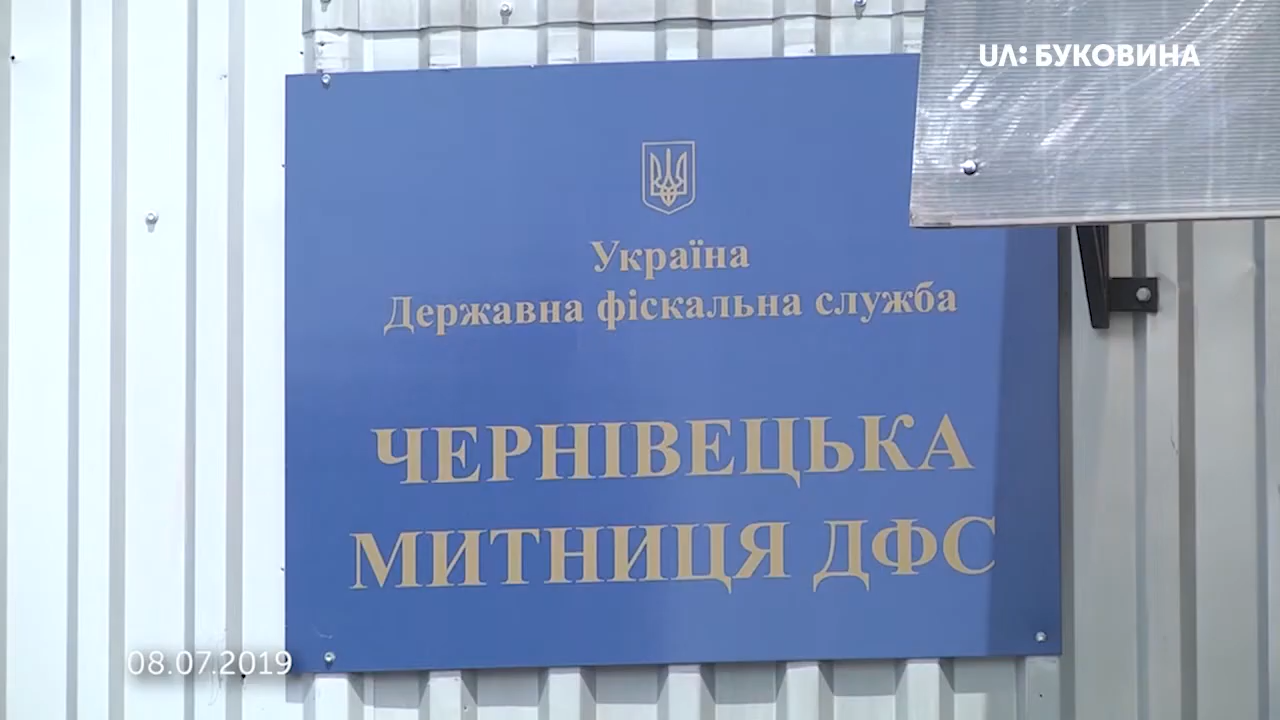 UA: БУКОВИНА
Україна
Державна фіскальна служба
ЧЕРНІВЕЦЬКА
МИТНИЦЯ ДФС
08.07.2019